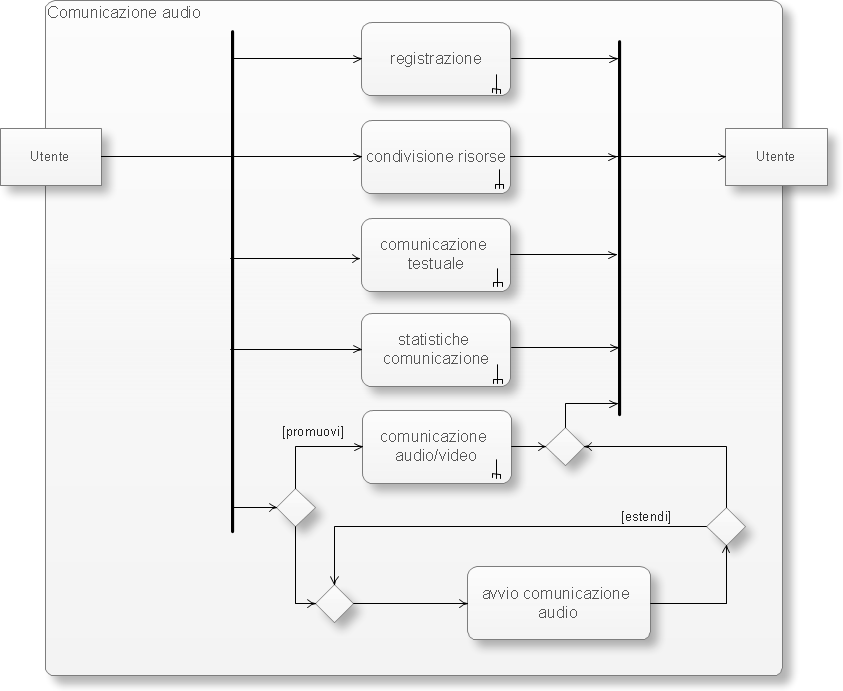 Comunicazione audio
registrazione
Utente
condivisione risorse
Utente
comunicazione
testuale
statistiche
comunicazione
[promuovi]
comunicazione
audio/video
[estendi]
avvio comunicazione
audio